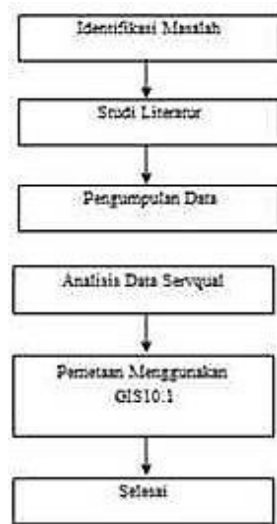 Identifikasi Masalah
Studi Literatur
Pengumpulan Data
Analisis Data Servqual
Pemetaan Menggunakan
GIS10.1
Selesai